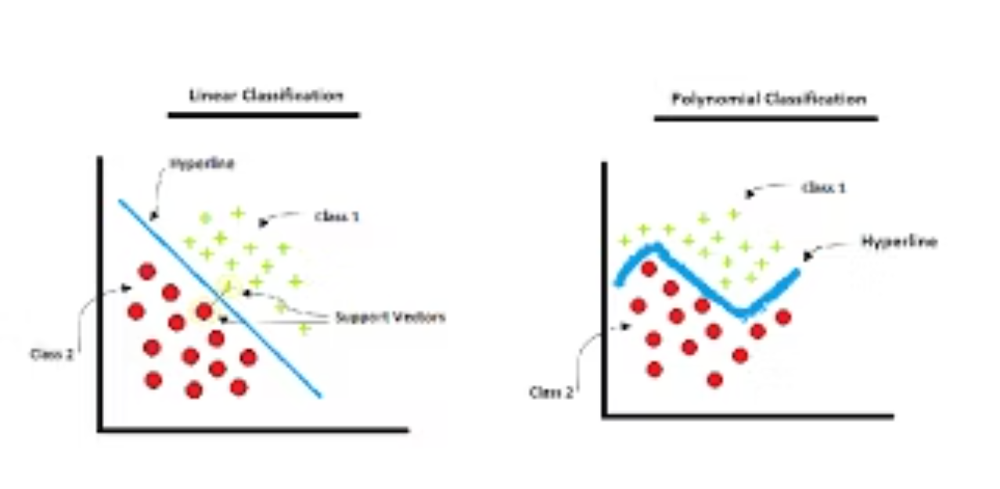 Linear Classification
Hyperline
Class 1
Support Vectors
Class 2
Polynomial Classification
Class 1
Hyperline
Class 2